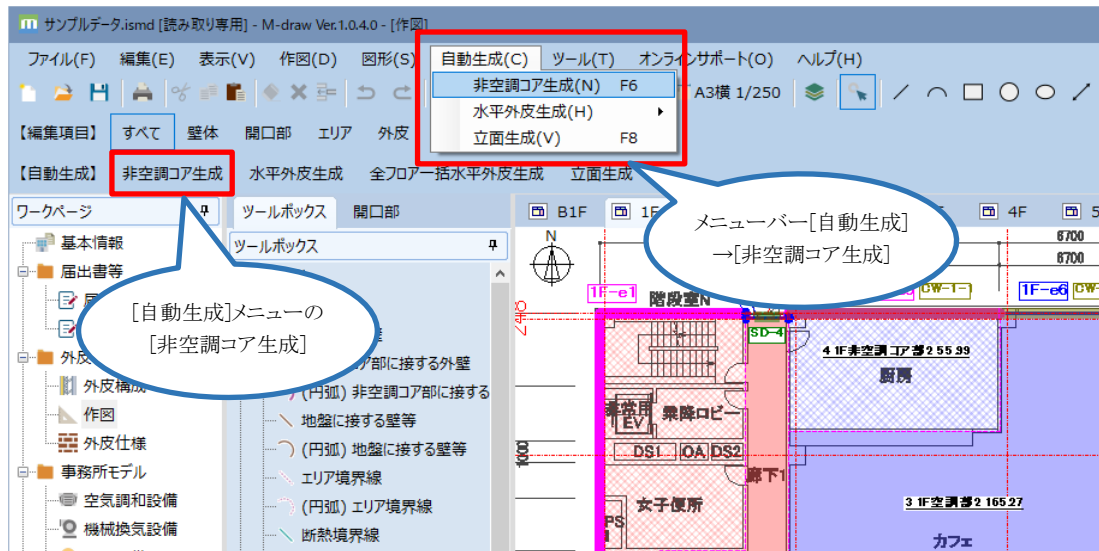 サンプルデータ.ismd [読み取り専用] - M-draw Ver.1.0.4.0 - [作図]
ファイル(F) 編集(E) 表示(V) 作図(D) 図形(S) 自動生成(C) ツール(T) オンラインサポート(O) ヘルプ(H)
非空調コア生成(N) F6
水平外皮生成(H)
立面生成(V) F8
A3横 1/250
【編集項目】 すべて 壁体 開口部 エリア 外皮
【自動生成】 非空調コア生成 水平外皮生成 全フロアー括水平外皮生成 立面生成
メニューバー[自動生成]
→[非空調コア生成]
[自動生成]メニューの
[非空調コア生成]
ワークページ
基本情報
届出書等
外皮
外皮構成
作図
外皮仕様
事務所モデル
空気調和設備
機械換気設備
ツールボックス 開口部
ツールボックス
ア部に接する外壁
(円弧) 非空調コア部に接する
地盤に接する壁等
(円弧) 地盤に接する壁等
エリア境界線
(円弧) エリア境界線
断熱境界線
B1F 1F 4F 5
N
6700
6700
1F-e1 階段室N CW-1-1 1F-e6 CW-
SD-4
4 1F非空調コア部2 55.99
厨房
非常用
EV
乗降ロビー
DS1 OA DS2
廊下1
女子便所
PS
3 1F空調部2 165.27
カフェ